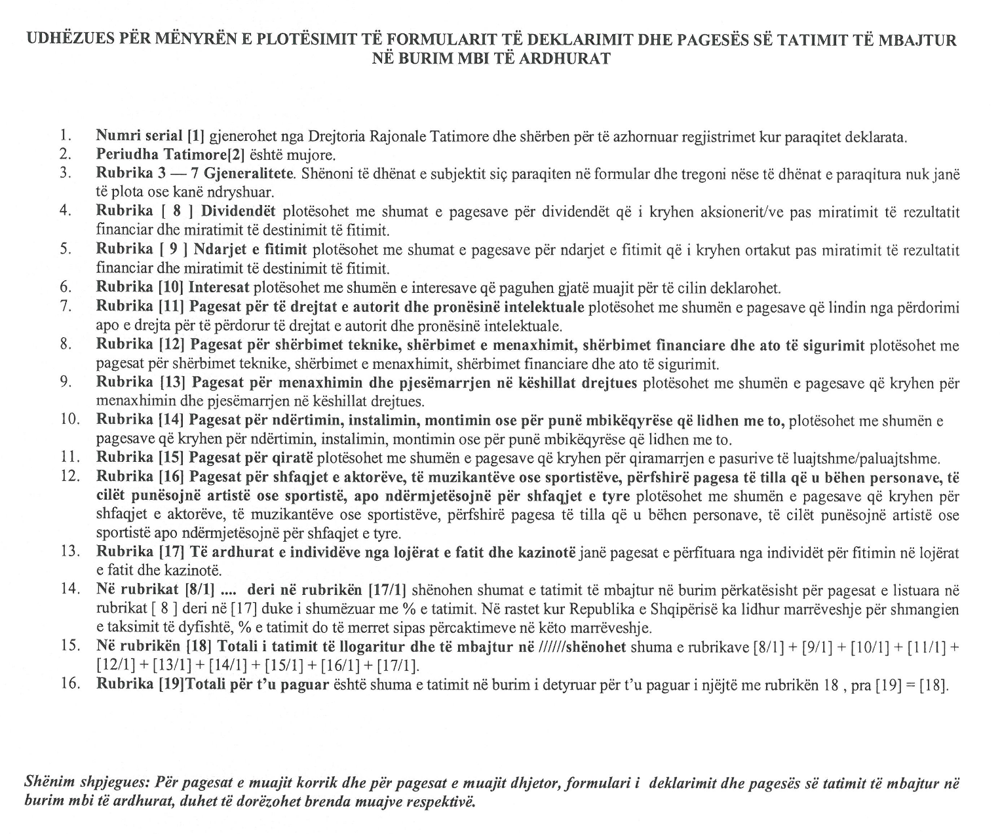 UDHËZUES PËR MËNYRËN E PLOTËSIMIT TË FORMULARIT TË DEKLARIMIT DHE PAGESËS SË TATIMIT TË MBAJTUR
NË BURIM MBI TË ARDHURAT
1. Numri serial [1] gjenerohet nga Drejtoria Rajonale Tatimore dhe shërben për të azhornuar regjistrimet kur paraqitet deklarata.
2. Periudha Tatimore[2] është mujore.
3. Rubrika 3 — 7 Gjeneralitete. Shënoni të dhënat e subjektit siç paraqiten në formular dhe tregoni nëse të dhënat e paraqitura nuk janë
të plota ose kanë ndryshuar.
4. Rubrika [ 8 ] Dividendët plotësohet me shumat e pagesave për dividendët që i kryhen aksionerit/ve pas miratimit të rezultatit
financiar dhe miratimit të destinimit të fitimit.
5. Rubrika [ 9 ] Ndarjet e fitimit plotësohet me shumat e pagesave për ndarjet e fitimit që i kryhen ortakut pas miratimit të rezultatit
financiar dhe miratimit të destinimit të fitimit.
6. Rubrika [10] Interesat plotësohet me shumën e interesave që paguhen gjatë muajit për të cilin deklarohet.
7. Rubrika [11] Pagesat për të drejtat e autorit dhe pronësinë intelektuale plotësohet me shumën e pagesave që lindin nga përdorimi
apo e drejta për të përdorur të drejtat e autorit dhe pronësinë intelektuale.
8. Rubrika [12] Pagesat për shërbimet teknike, shërbimet e menaxhimit, shërbimet financiare dhe ato të sigurimit plotësohet me
pagesat për shërbimet teknike, shërbimet e menaxhimit, shërbimet financiare dhe ato të sigurimit.
9. Rubrika [13] Pagesat për menaxhimin dhe pjesëmarrjen në këshillat drejtues plotësohet me shumën e pagesave që kryhen për
menaxhimin dhe pjesëmarrjen në këshillat drejtues.
10. Rubrika [14] Pagesat për ndërtimin, instalimin, montimin ose për punë mbikëqyrëse që lidhen me to, plotësohet me shumën e
pagesave që kryhen për ndërtimin, instalimin, montimin ose për punë mbikëqyrëse që lidhen me to.
11. Rubrika [15] Pagesat për qiratë plotësohet me shumën e pagesave që kryhen për qiramarrjen e pasurive të luajtshme/paluajtshme.
12. Rubrika [16] Pagesat për shfaqjet e aktorëve, të muzikantëve ose sportistëve, përfshirë pagesa të tilla që u bëhen personave, të
cilët punësojnë artistë ose sportistë, apo ndërmjetësojnë për shfaqjet e tyre plotësohet me shumën e pagesave që kryhen për
shfaqjet e aktorëve, të muzikantëve ose sportistëve, përfshirë pagesa të tilla që u bëhen personave, të cilët punësojnë artistë ose
sportistë apo ndërmjetësojnë për shfaqjet e tyre.
13. Rubrika [17] Të ardhurat e individëve nga lojërat e fatit dhe kazinotë janë pagesat e përfituara nga individët për fitimin në lojërat
e fatit dhe kazinotë.
14. Në rubrikat [8/1] .... deri në rubrikën [17/1] shënohen shumat e tatimit të mbajtur në burim përkatësisht për pagesat e listuara në
rubrikat [ 8 ] deri në [17] duke i shumëzuar me % e tatimit. Në rastet kur Republika e Shqipërisë ka lidhur marrëveshje për shmangien
e taksimit të dyfishtë, % e tatimit do të merret sipas përcaktimeve në këto marrëveshje.
15. Në rubrikën [18] Totali i tatimit të llogaritur dhe të mbajtur në //////shënohet shuma e rubrikave [8/1] + [9/1] + [10/1] + [11/1] +
[12/1] + [13/1] + [14/1] + [15/1] + [16/1] + [17/1].
16. Rubrika [19]Totali për t’u paguar është shuma e tatimit në burim i detyruar për t’u paguar i njëjtë me rubrikën 18 , pra [19] = [18].
Shënim shpjegues: Për pagesat e muajit korrik dhe për pagesat e muajit dhjetor, formulari i deklarimit dhe pagesës së tatimit të mbajtur në
burim mbi të ardhurat, duhet të dorëzohet brenda muajve respektivë.